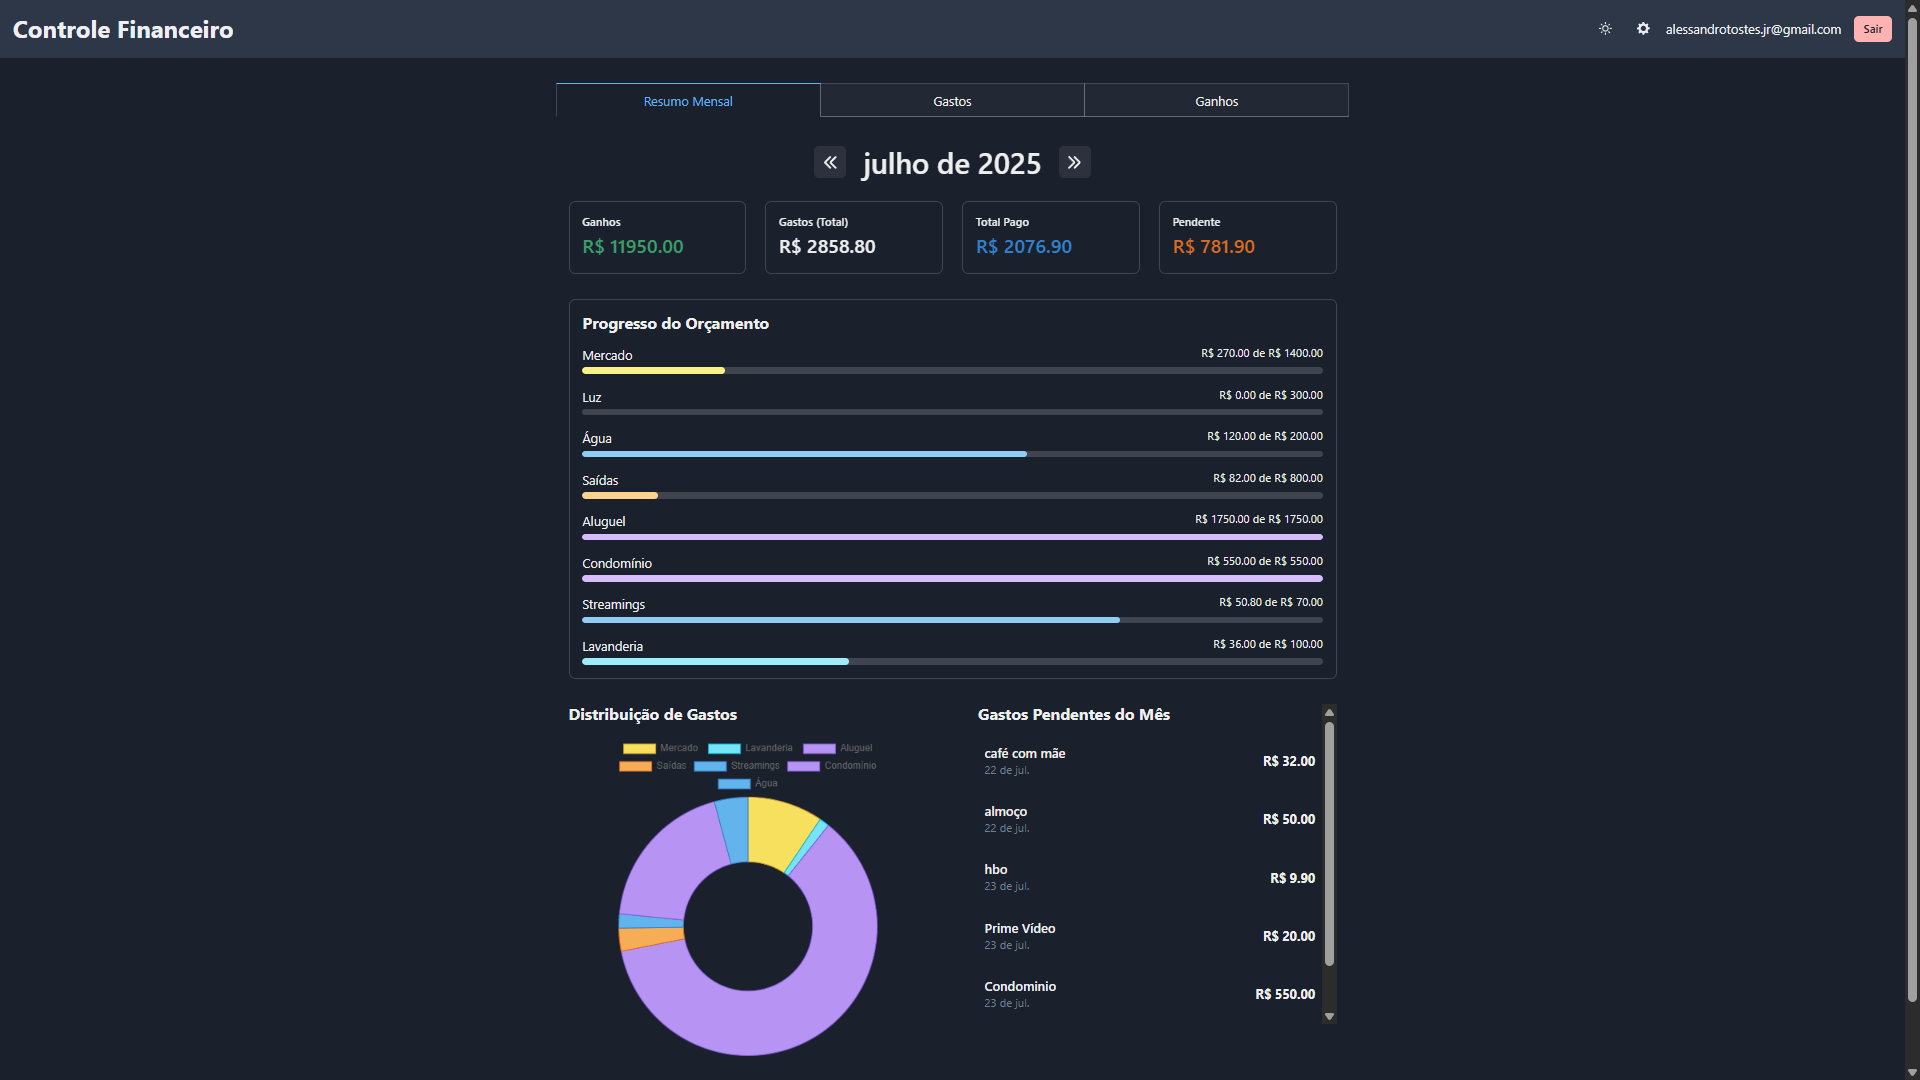 Controle Financeiro
alessandrotostes.jr@gmail.com Sair
Resumo Mensal Gastos Ganhos
julho de 2025
Ganhos Gastos (Total) Total Pago Pendente
R$ 11950.00 R$ 2858.80 R$ 2076.90 R$ 781.90
Progresso do Orçamento
Mercado R$ 270.00 de R$ 1400.00
Luz R$ 0.00 de R$ 300.00
Água R$ 120.00 de R$ 200.00
Saídas R$ 82.00 de R$ 800.00
Aluguel R$ 1750.00 de R$ 1750.00
Condomínio R$ 550.00 de R$ 550.00
Streamings R$ 50.80 de R$ 70.00
Lavanderia R$ 36.00 de R$ 100.00
Distribuição de Gastos
Mercado Lavanderia Aluguel
Saídas Streamings Condomínio
Água
Gastos Pendentes do Mês
café com mãe R$ 32.00
22 de jul.
almoço R$ 50.00
22 de jul.
hbo R$ 9.90
23 de jul.
Prime Vídeo R$ 20.00
23 de jul.
Condominio R$ 550.00
23 de jul.